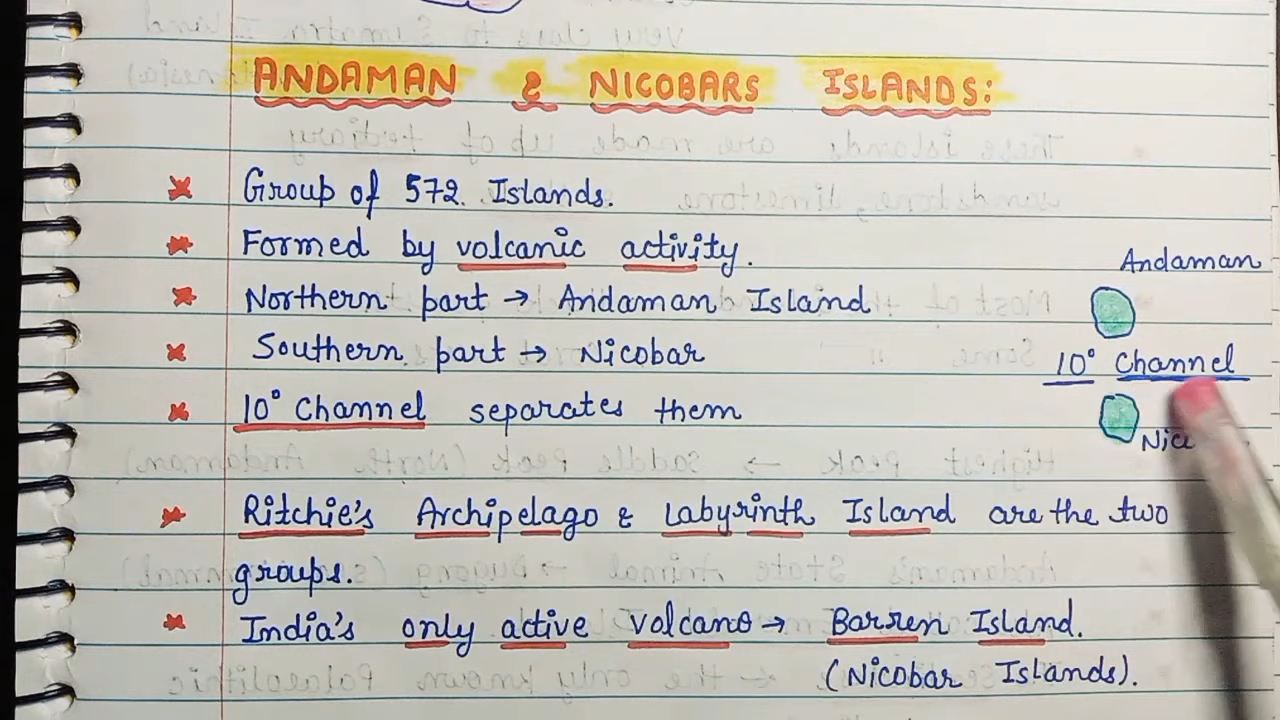 ANDAMAN & NICOBARS ISLANDS:
Group of 572. Islands.
Formed by volcanic activity.
Northern part → Andaman Island
Southern part → Nicobar
10° Channel separates them
Andaman
10° Channel
Ritchie's Archipelago & Labyrinth Island are the two
groups.
India's only active volcano → Barren Island.
(Nicobar Islands).